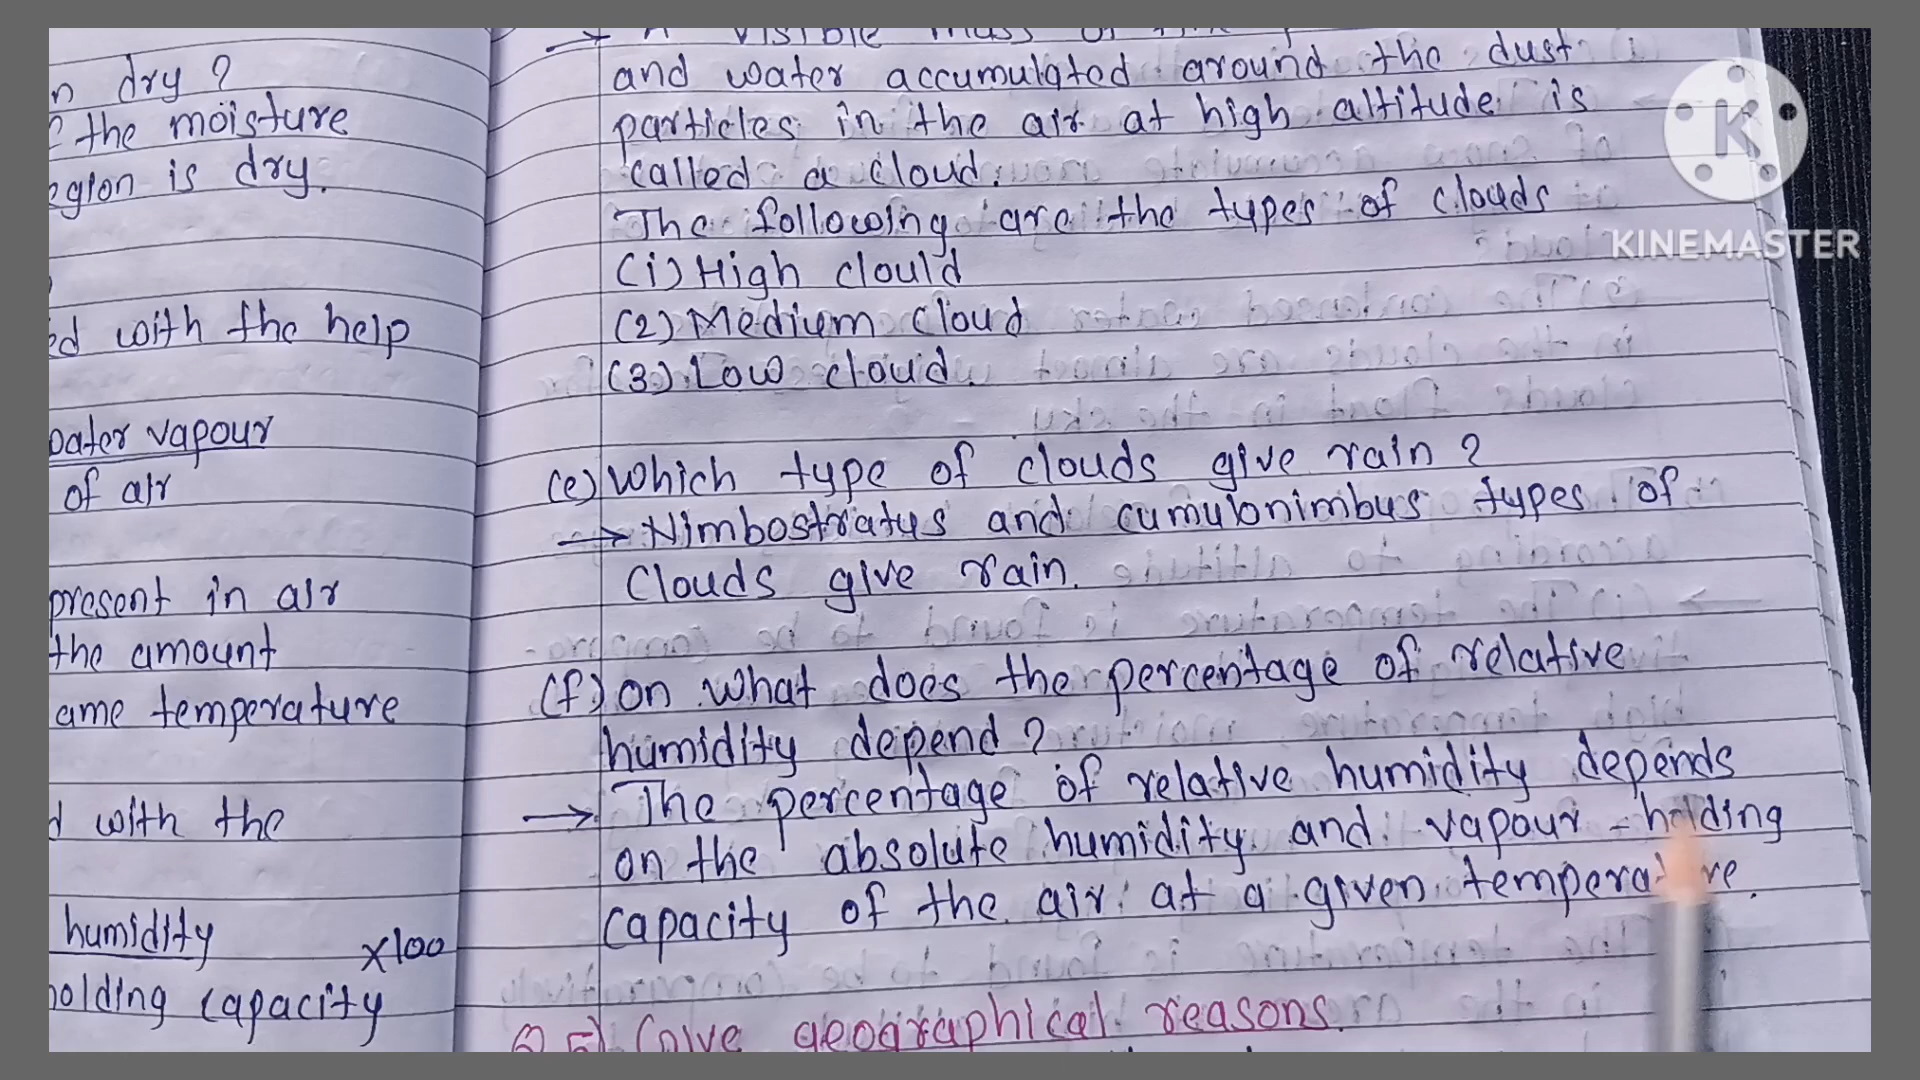 n dry ?
the moisture
egion is dry.
ed with the help
water vapour
of air
present in air
the amount
ame temperature
d with the
humidity x100
holding capacity
→ A visible mass of
and water accumulated around the dust
particles in the air at high altitude is
called a cloud.
The following are the types of clouds
(i) High clould
(2) Medium cloud
(3) Low cloud.
(e) Which type of clouds give rain ?
→ Nimbostratus and cumulonimbus types of
Clouds give rain.
(f) on what does the percentage of relative
humidity depend ?
→ The percentage of relative humidity depends
on the absolute humidity and vapour-holding
capacity of the air at a given temperature.
Q.5) Give geographical reasons.
K
KINEMASTER